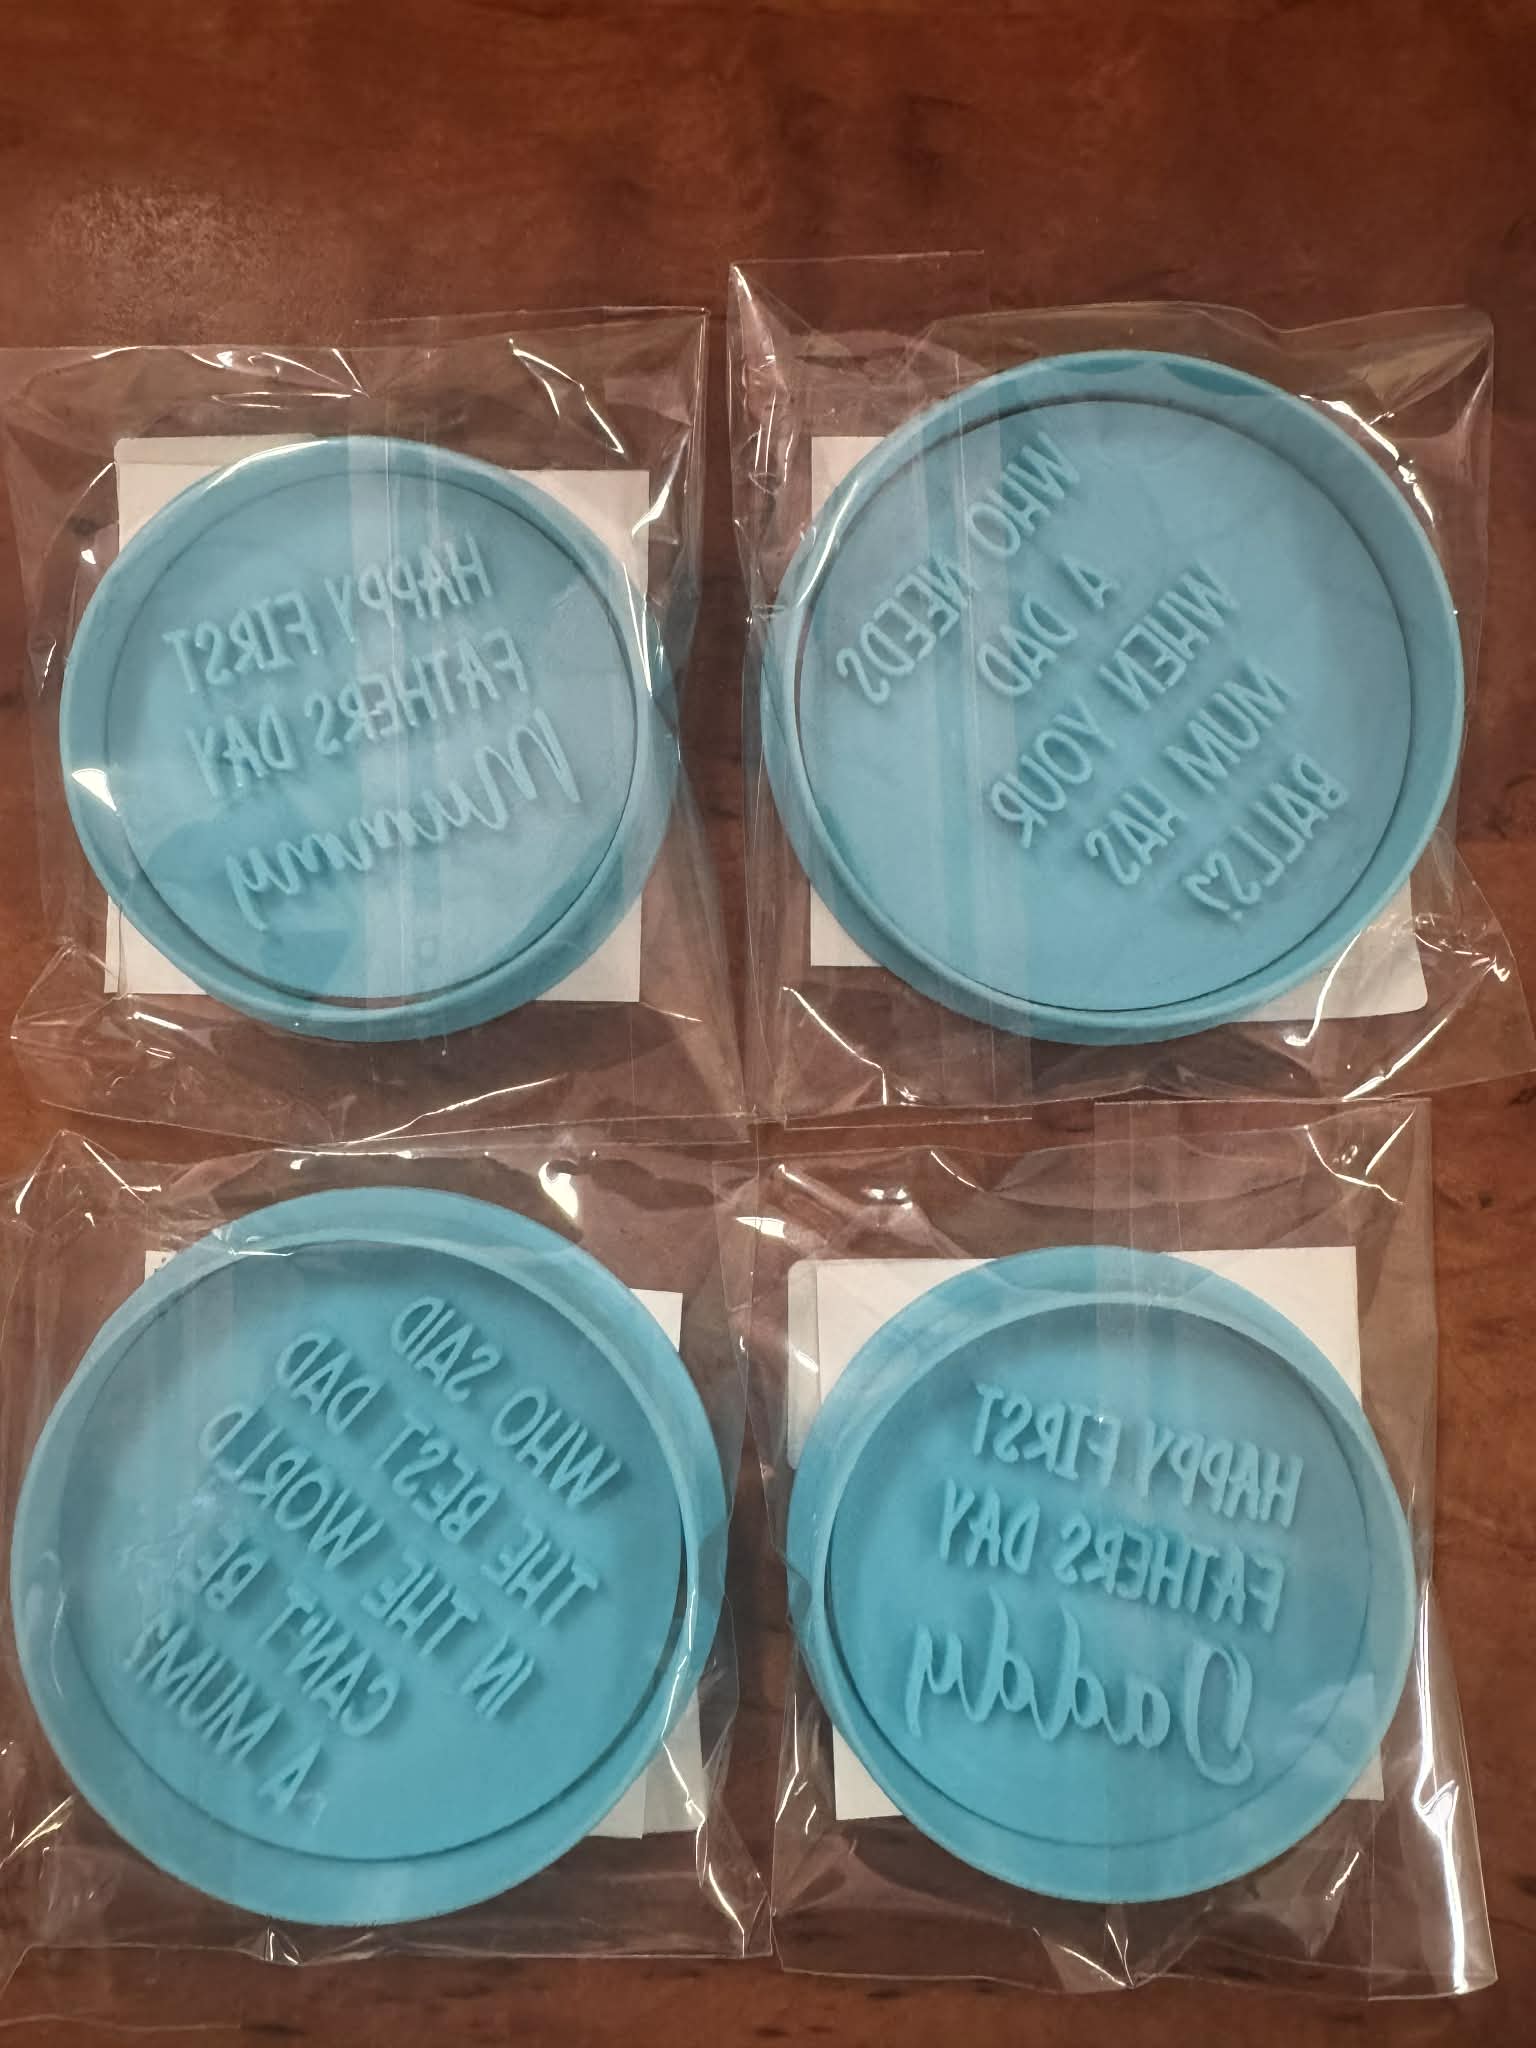 HAPPY FIRST
FATHERS DAY
Mummy
WHO NEEDS
A DAD
WHEN YOUR
MUM HAS
BALLS?
WHO SAID
THE BEST DAD
IN THE WORLD
CAN'T BE
A MUM?
HAPPY FIRST
FATHERS DAY
Daddy